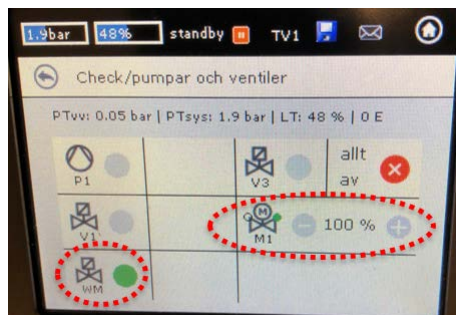 1.9bar 48% standby TV1
Check/pumpar och ventiler
PTvv: 0.05 bar | PTsys: 1.9 bar | LT: 48 % | 0 E
P1
V3
allt
av
V1
M
M1
100 %
WM